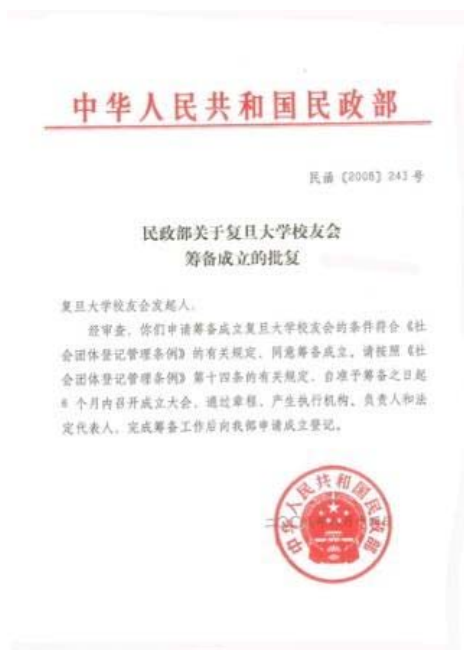 中华人民共和国民政部
民函〔2008〕243号
民政部关于复旦大学校友会
筹备成立的批复
复旦大学校友会发起人：
经审查，你们申请筹备成立复旦大学校友会的条件符合《社
会团体登记管理条例》的有关规定，同意筹备成立。请按照《社
会团体登记管理条例》第十四条的有关规定，自准予筹备之日起
6个月内召开成立大会，通过章程，产生执行机构、负责人和法
定代表人，完成筹备工作后向我部申请成立登记。
中华人民共和国民政部